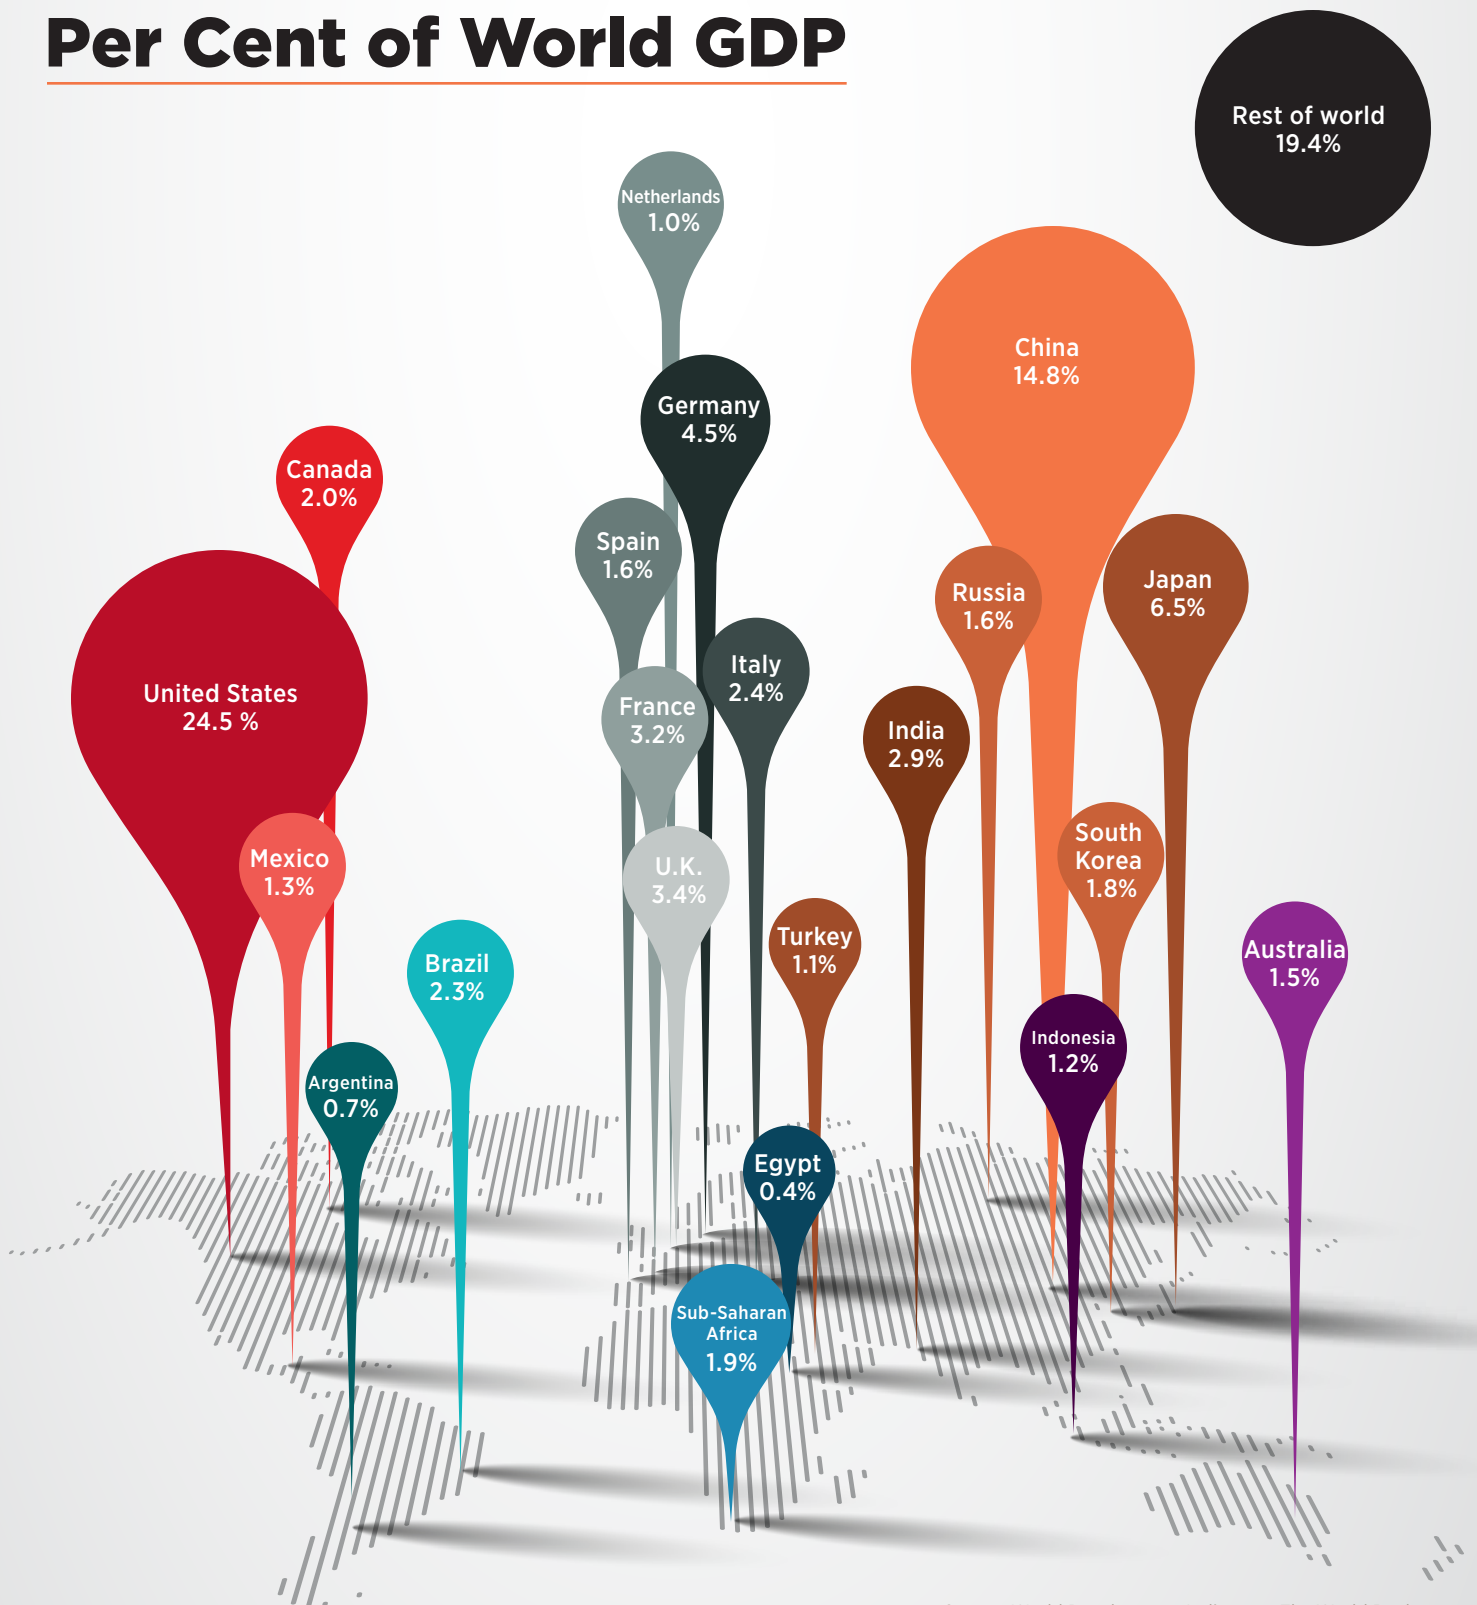 Per Cent of World GDP
Rest of world
19.4%
Netherlands
1.0%
China
14.8%
Germany
4.5%
Canada
2.0%
Spain
1.6%
Japan
6.5%
Russia
1.6%
Italy
2.4%
United States
24.5 %
France
3.2%
India
2.9%
South
Korea
1.8%
Mexico
1.3%
U.K.
3.4%
Turkey
1.1%
Australia
1.5%
Brazil
2.3%
Indonesia
1.2%
Argentina
0.7%
Egypt
0.4%
Sub-Saharan
Africa
1.9%